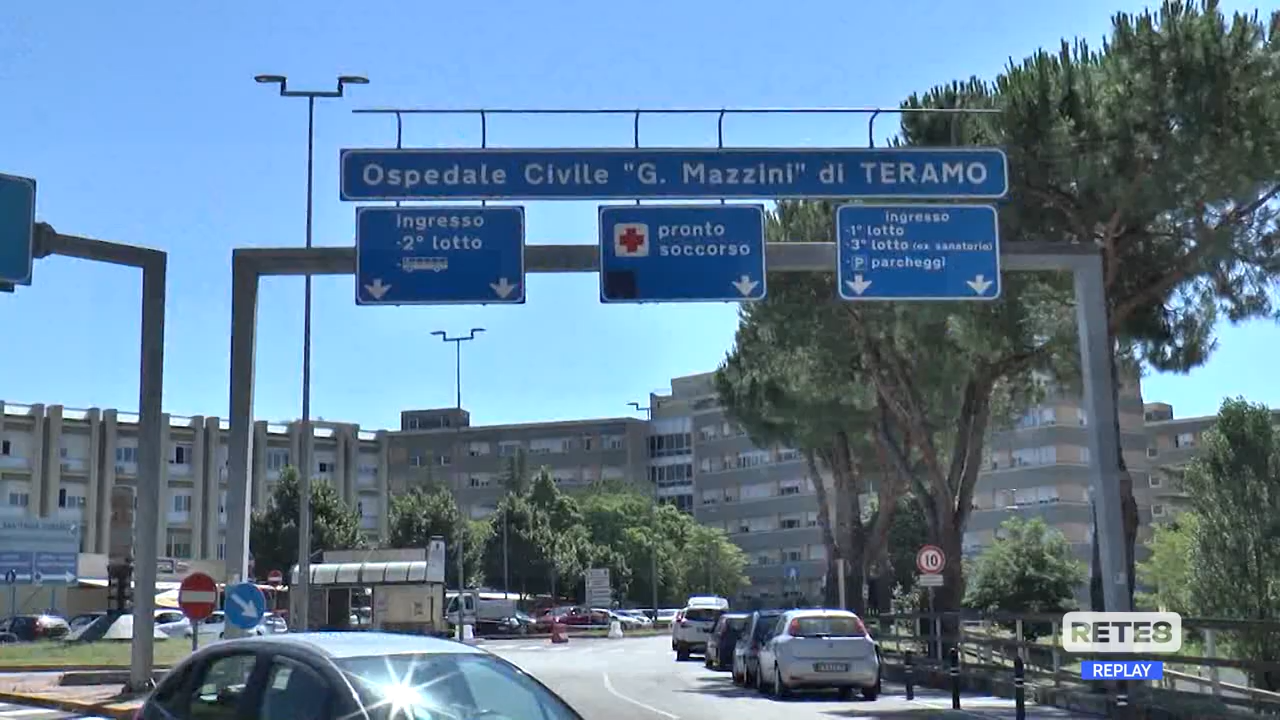 Ospedale Civile "G. Mazzini" di TERAMO
ingresso
-2° lotto
pronto
soccorso
ingresso
-1° lotto
-3° lotto (ex sanatorio)
P parcheggi
10
RETE8
REPLAY